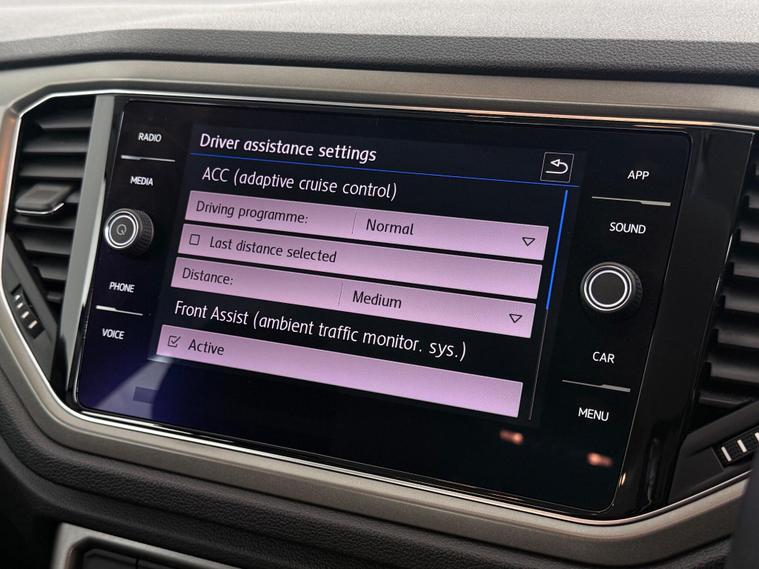 RADIO
MEDIA
PHONE
VOICE
Driver assistance settings
ACC (adaptive cruise control)
Driving programme: Normal
Last distance selected
Distance: Medium
Front Assist (ambient traffic monitor. sys.)
Active
APP
SOUND
CAR
MENU